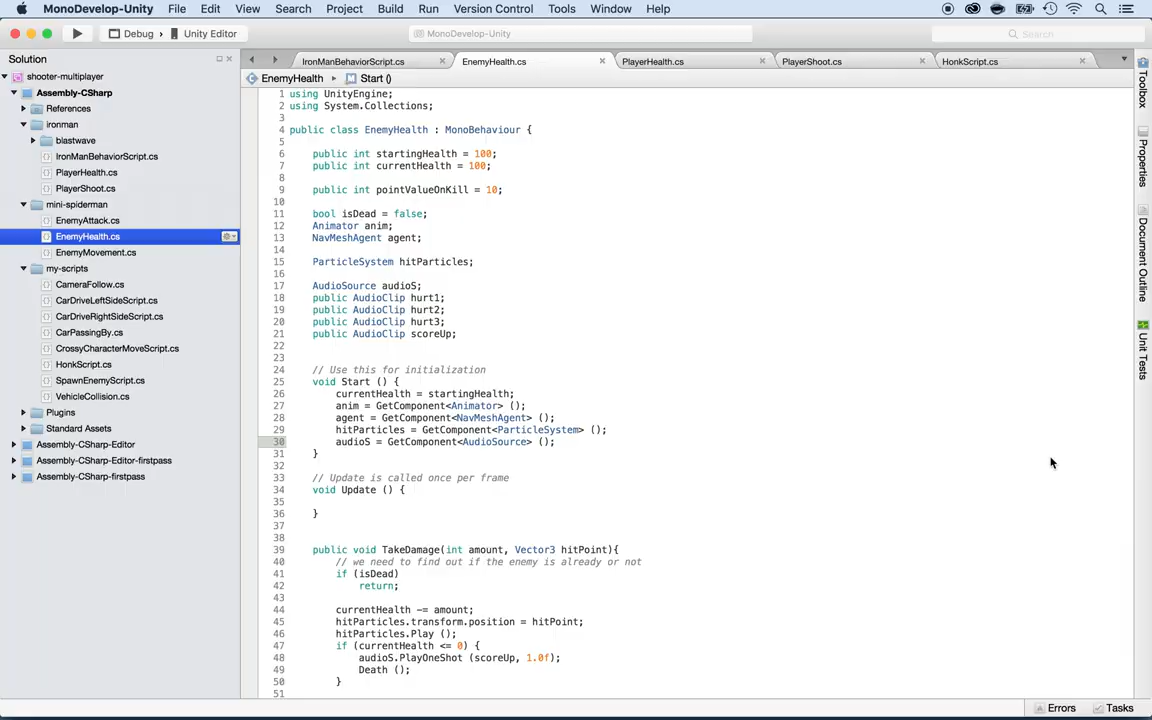 MonoDevelop-Unity File Edit View Search Project Build Run Version Control Tools Window Help
Debug Unity Editor MonoDevelop-Unity Search
Solution
shooter-multiplayer
Assembly-CSharp
References
ironman
blastwave
IronManBehaviorScript.cs
PlayerHealth.cs
PlayerShoot.cs
mini-spiderman
EnemyAttack.cs
EnemyHealth.cs
EnemyMovement.cs
my-scripts
CameraFollow.cs
CarDriveLeftSideScript.cs
CarDriveRightSideScript.cs
CarPassingBy.cs
CrossyCharacterMoveScript.cs
HonkScript.cs
SpawnEnemyScript.cs
VehicleCollision.cs
Plugins
Standard Assets
Assembly-CSharp-Editor
Assembly-CSharp-Editor-firstpass
Assembly-CSharp-firstpass
IronManBehaviorScript.cs EnemyHealth.cs PlayerHealth.cs PlayerShoot.cs HonkScript.cs
EnemyHealth Start ()
1 using UnityEngine;
2 using System.Collections;
3
4 public class EnemyHealth : MonoBehaviour {
5
6 public int startingHealth = 100;
7 public int currentHealth = 100;
8
9 public int pointValueOnKill = 10;
10
11 bool isDead = false;
12 Animator anim;
13 NavMeshAgent agent;
14
15 ParticleSystem hitParticles;
16
17 AudioSource audioS;
18 public AudioClip hurt1;
19 public AudioClip hurt2;
20 public AudioClip hurt3;
21 public AudioClip scoreUp;
22
23
24 // Use this for initialization
25 void Start () {
26 currentHealth = startingHealth;
27 anim = GetComponent<Animator> ();
28 agent = GetComponent<NavMeshAgent> ();
29 hitParticles = GetComponent<ParticleSystem> ();
30 audioS = GetComponent<AudioSource> ();
31 }
32
33 // Update is called once per frame
34 void Update () {
35
36 }
37
38
39 public void TakeDamage(int amount, Vector3 hitPoint){
40 // we need to find out if the enemy is already or not
41 if (isDead)
42 return;
43
44 currentHealth -= amount;
45 hitParticles.transform.position = hitPoint;
46 hitParticles.Play ();
47 if (currentHealth <= 0) {
48 audioS.PlayOneShot (scoreUp, 1.0f);
49 Death ();
50 }
51
Toolbox
Properties
Document Outline
Unit Tests
Errors Tasks